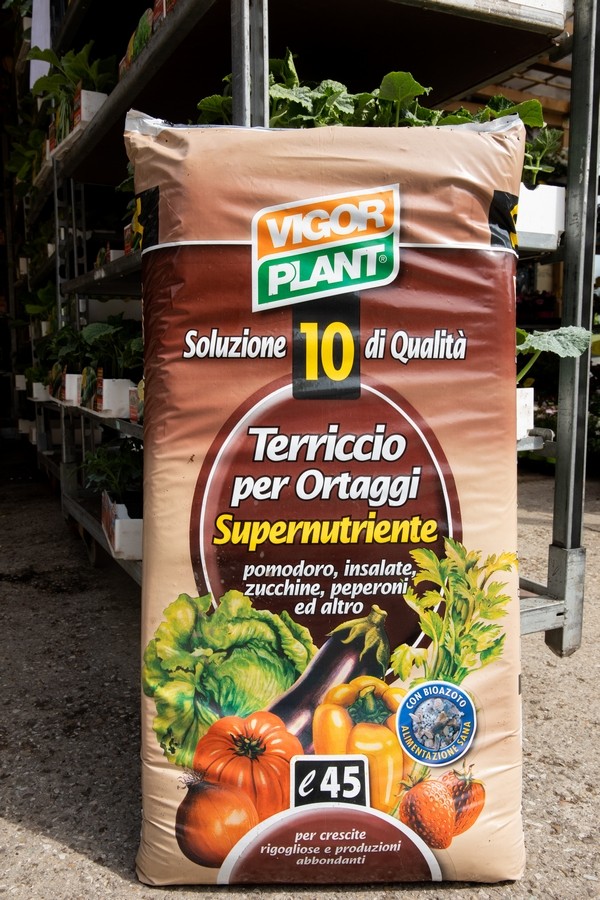 VIGOR
PLANT®
Soluzione 10 di Qualità
Terriccio
per Ortaggi
Supernutriente
pomodoro, insalate,
zucchine, peperoni
ed altro
CON BIOAZOTO
ALIMENTAZIONE SANA
ℓ 45
per crescite
rigogliose e produzioni
abbondanti